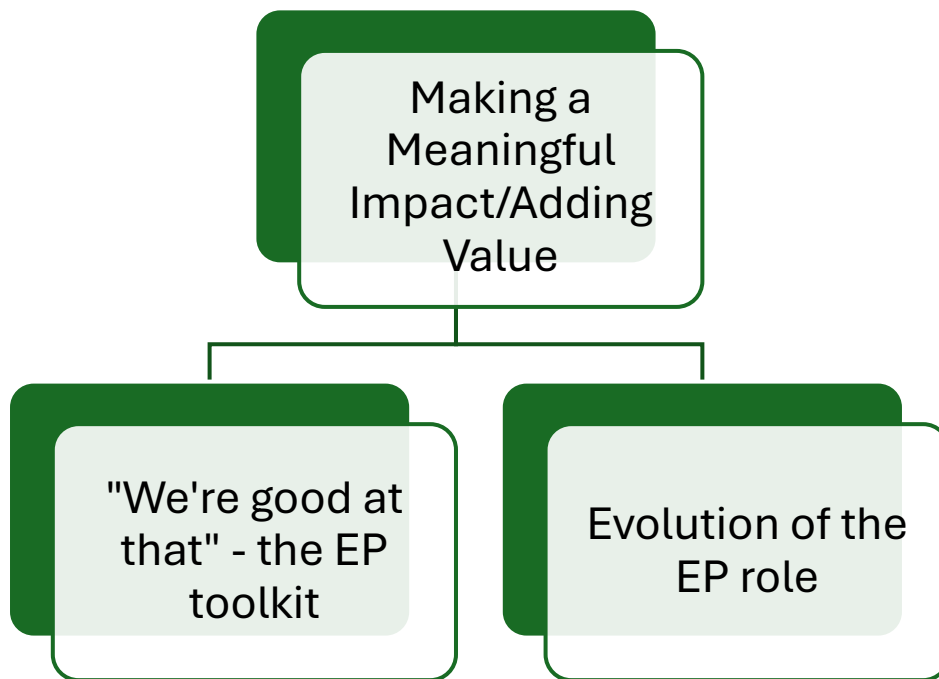 Making a
Meaningful
Impact/Adding
Value
"We're good at
that" - the EP
toolkit
Evolution of the
EP role